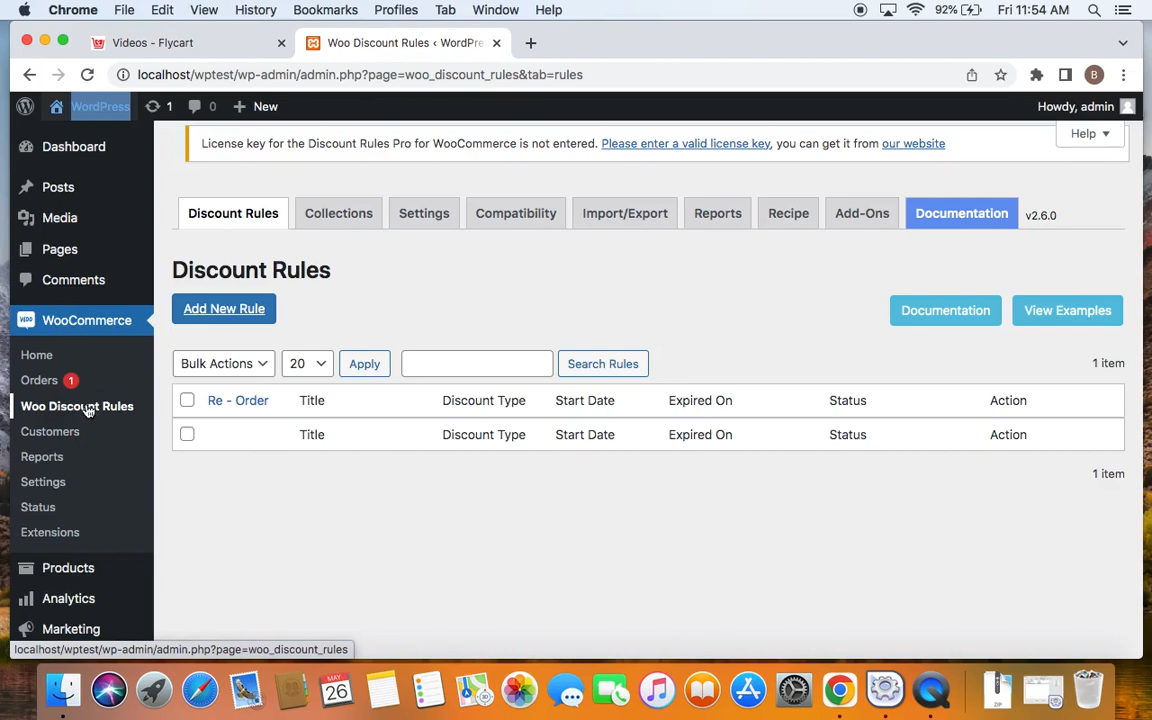 Chrome File Edit View History Bookmarks Profiles Tab Window Help 92% Fri 11:54 AM
Videos - Flycart Woo Discount Rules ‹ WordPre
localhost/wptest/wp-admin/admin.php?page=woo_discount_rules&tab=rules B
WordPress 1 0 New Howdy, admin
Help
License key for the Discount Rules Pro for WooCommerce is not entered. Please enter a valid license key, you can get it from our website
Dashboard
Posts
Media
Pages
Comments
WooCommerce
Home
Orders 1
Woo Discount Rules
Customers
Reports
Settings
Status
Extensions
Products
Analytics
Marketing
Discount Rules Collections Settings Compatibility Import/Export Reports Recipe Add-Ons Documentation v2.6.0
Discount Rules
Add New Rule Documentation View Examples
Bulk Actions 20 Apply Search Rules 1 item
Re - Order Title Discount Type Start Date Expired On Status Action
Title Discount Type Start Date Expired On Status Action
1 item
localhost/wptest/wp-admin/admin.php?page=woo_discount_rules
MAY
26
ZIP